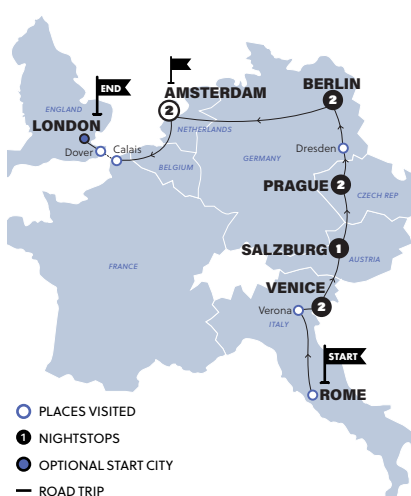 END
AMSTERDAM
2
BERLIN
2
ENGLAND
LONDON
NETHERLANDS
Dover
Calais
BELGIUM
GERMANY
Dresden
PRAGUE
2
CZECH REP
SALZBURG
1
AUSTRIA
FRANCE
VENICE
2
Verona
ITALY
START
ROME
PLACES VISITED
1 NIGHTSTOPS
OPTIONAL START CITY
ROAD TRIP